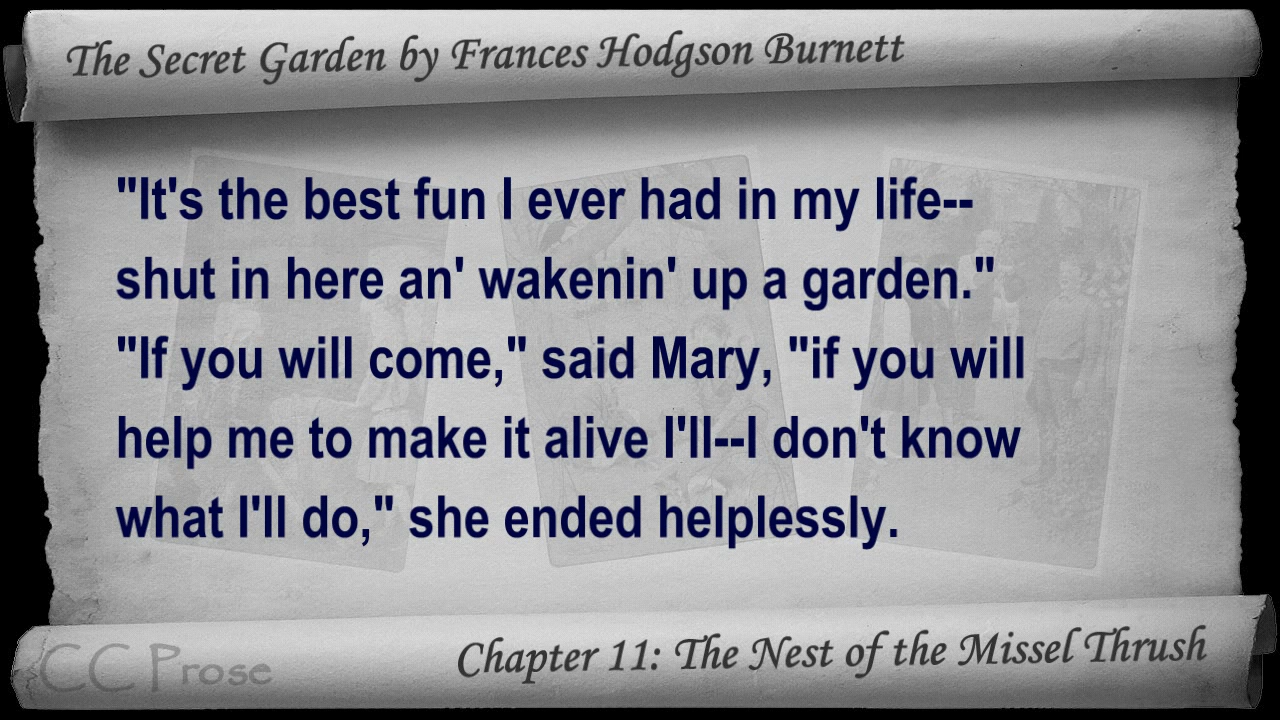 The Secret Garden by Frances Hodgson Burnett
"It's the best fun I ever had in my life--
shut in here an' wakenin' up a garden."
"If you will come," said Mary, "if you will
help me to make it alive I'll--I don't know
what I'll do," she ended helplessly.
CC Prose
Chapter 11: The Nest of the Missel Thrush